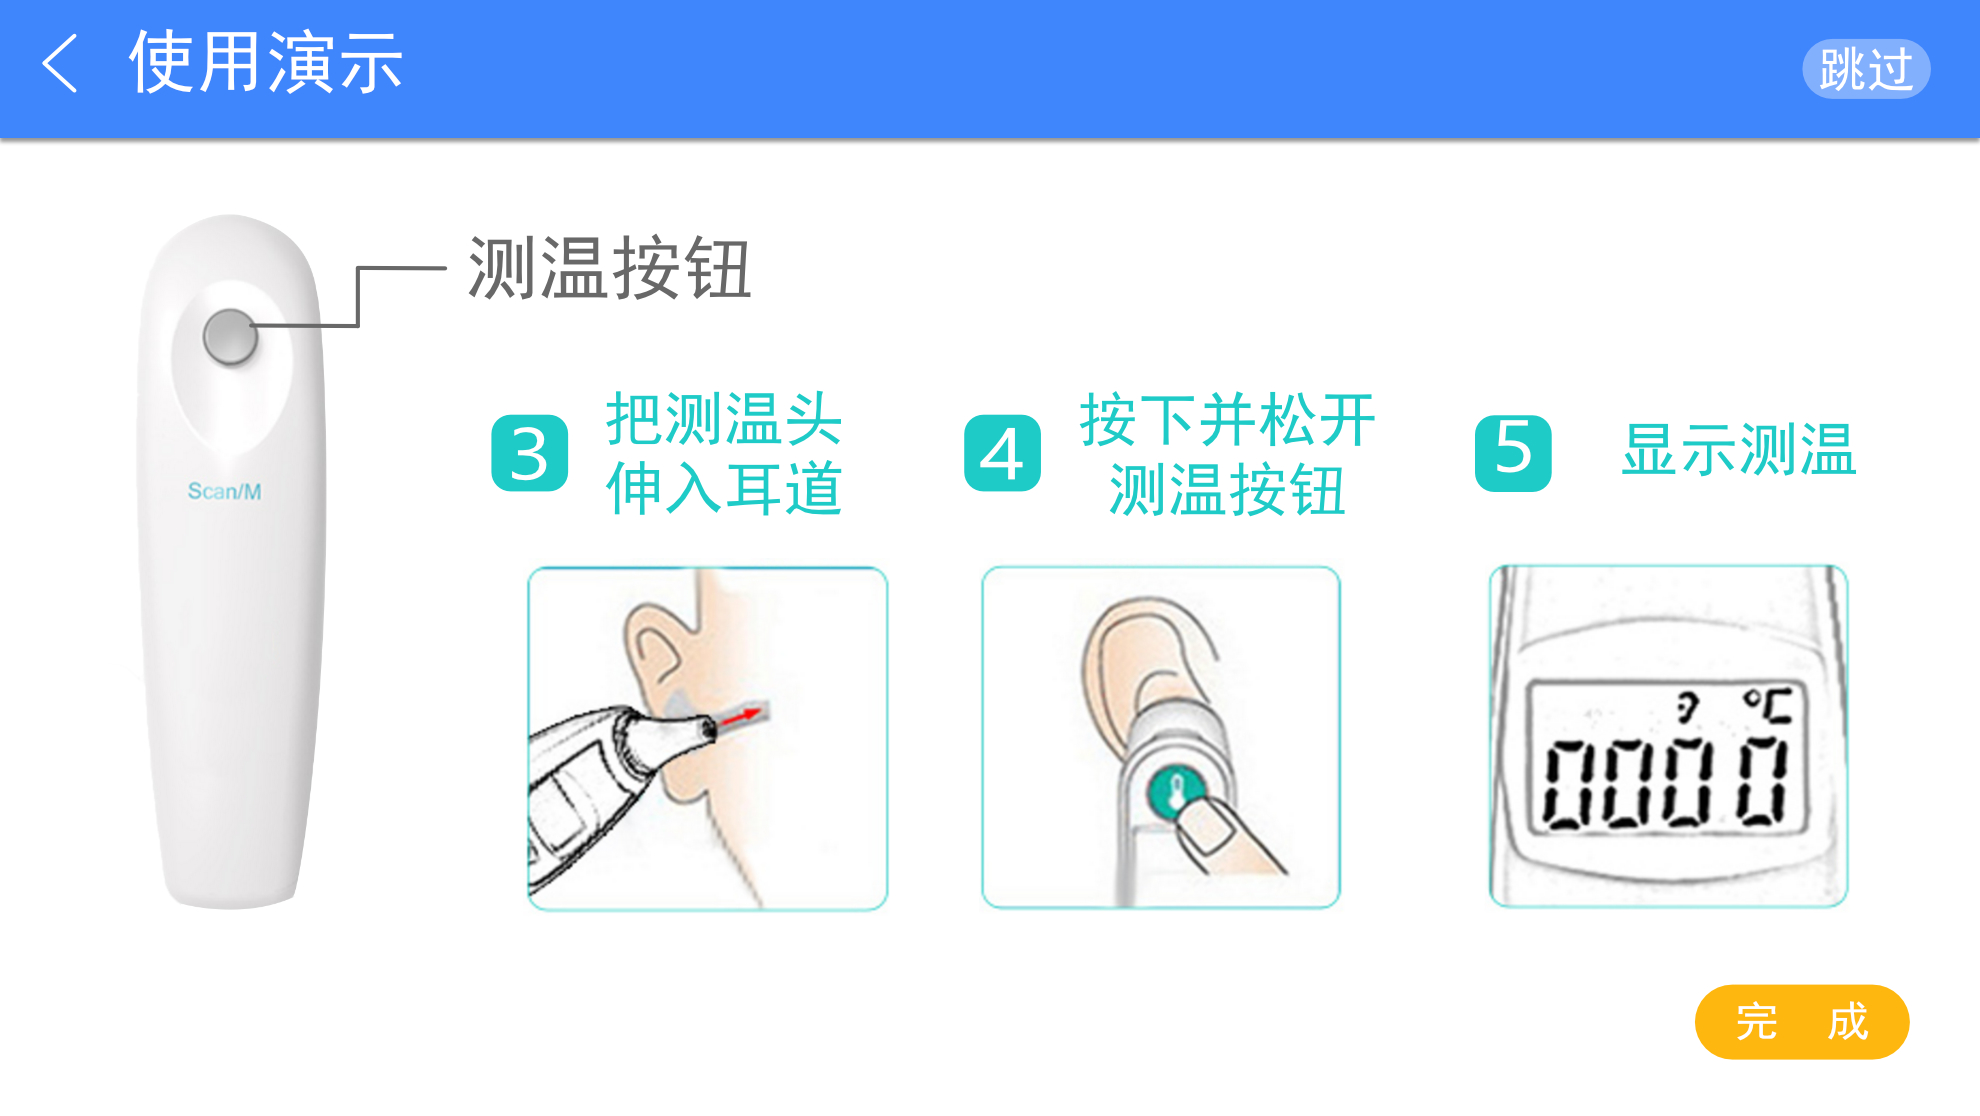 使用演示
跳过
测温按钮
Scan/M
3
把测温头
伸入耳道
4
按下并松开
测温按钮
5
显示测温
°C
0000
完 成